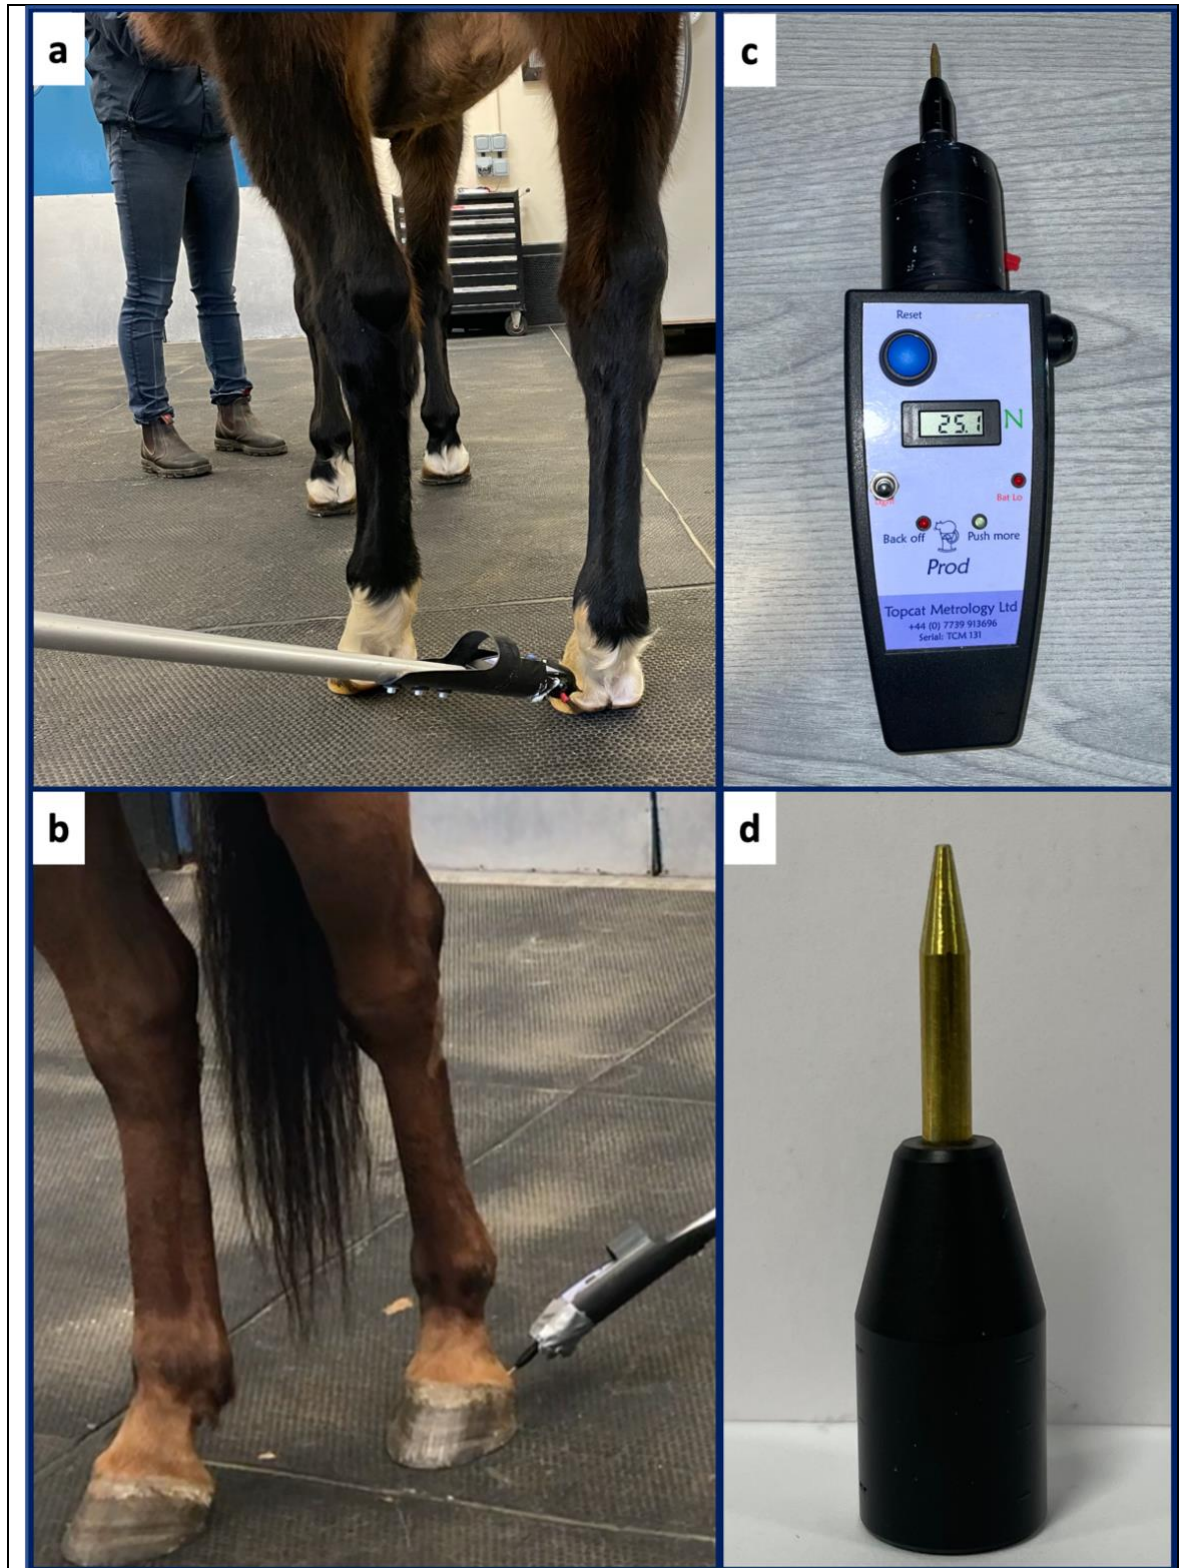 a
c
Reset
25.1 N
Light
Bat Lo
Back off Push more
Prod
Topcat Metrology Ltd
+44 (0) 7739 913696
Serial: TCM 131
b
d